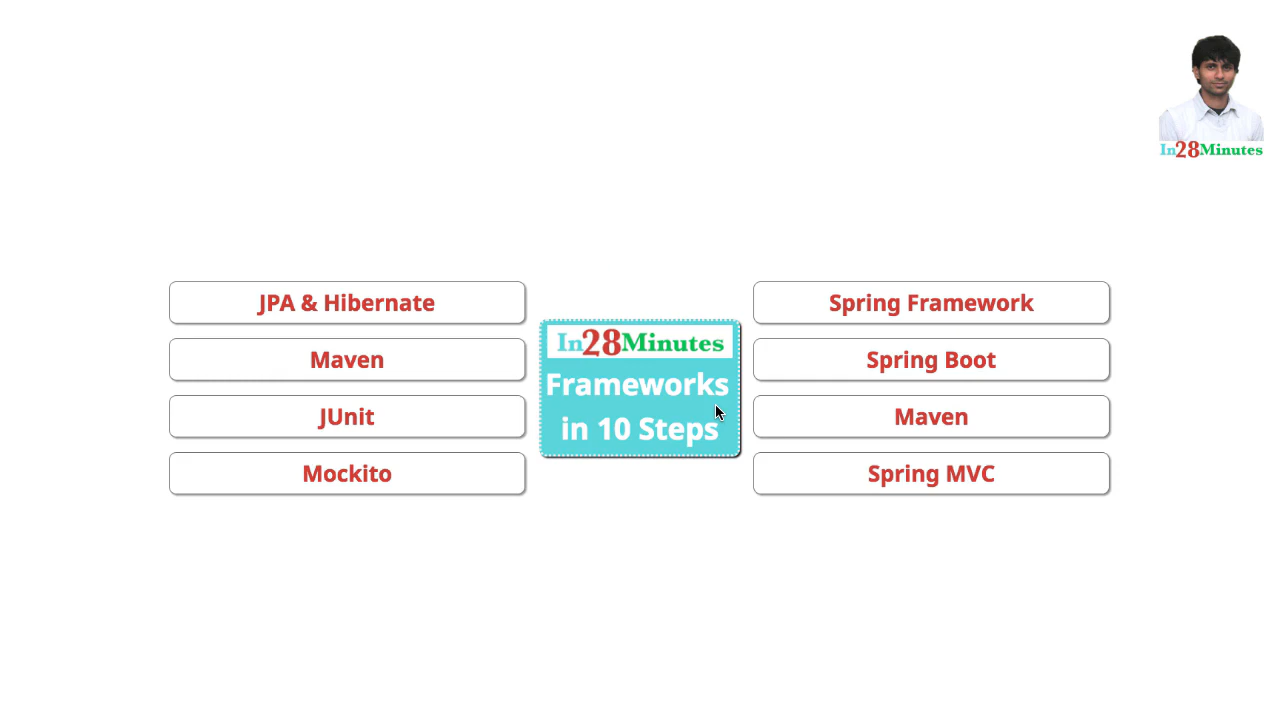 In28Minutes
JPA & Hibernate
Maven
JUnit
Mockito
In28Minutes
Frameworks
in 10 Steps
Spring Framework
Spring Boot
Maven
Spring MVC